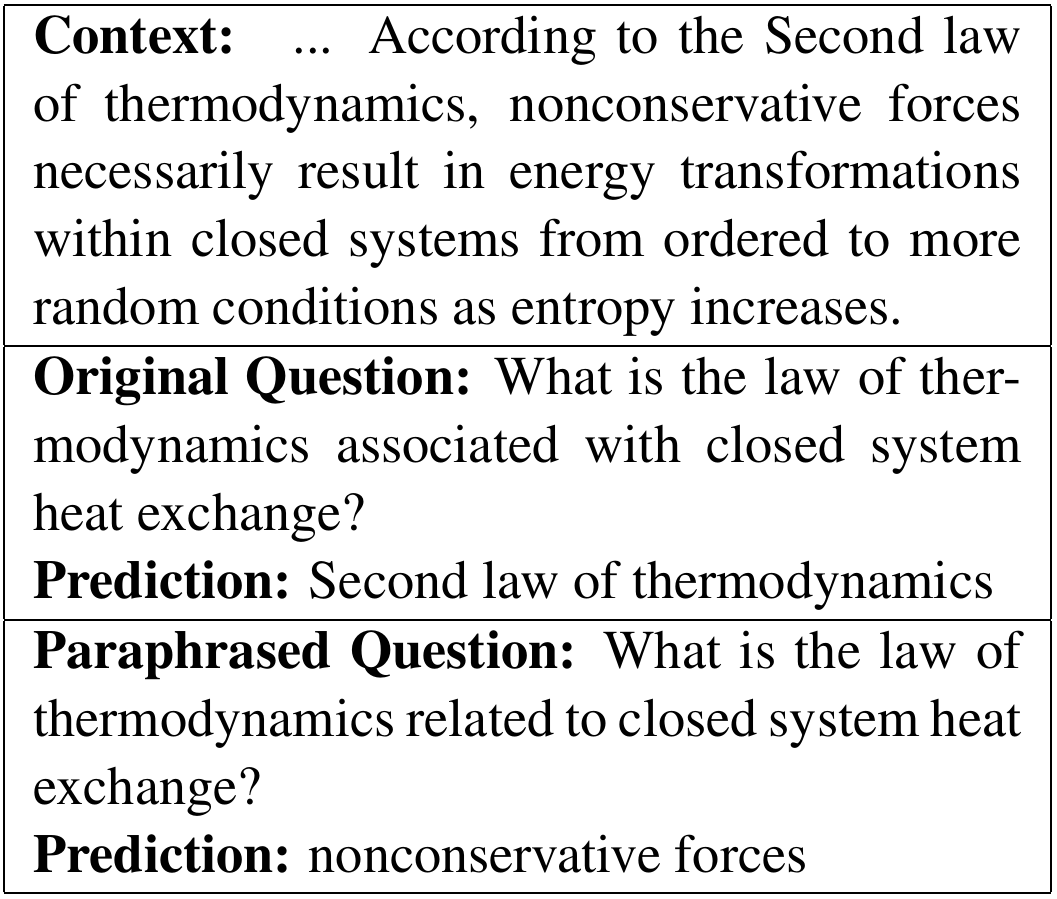 Context: ... According to the Second law
of thermodynamics, nonconservative forces
necessarily result in energy transformations
within closed systems from ordered to more
random conditions as entropy increases.
Original Question: What is the law of ther-
modynamics associated with closed system
heat exchange?
Prediction: Second law of thermodynamics
Paraphrased Question: What is the law of
thermodynamics related to closed system heat
exchange?
Prediction: nonconservative forces